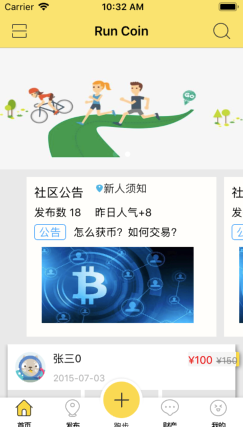 Carrier 10:32 AM
Run Coin
Go
社区公告 新人须知
发布数 18 昨日人气+8
公告 怎么获币？如何交易？
社
发
张三0 ¥100 ¥150
2015-07-03
首页 发布 跑步 财产 我的